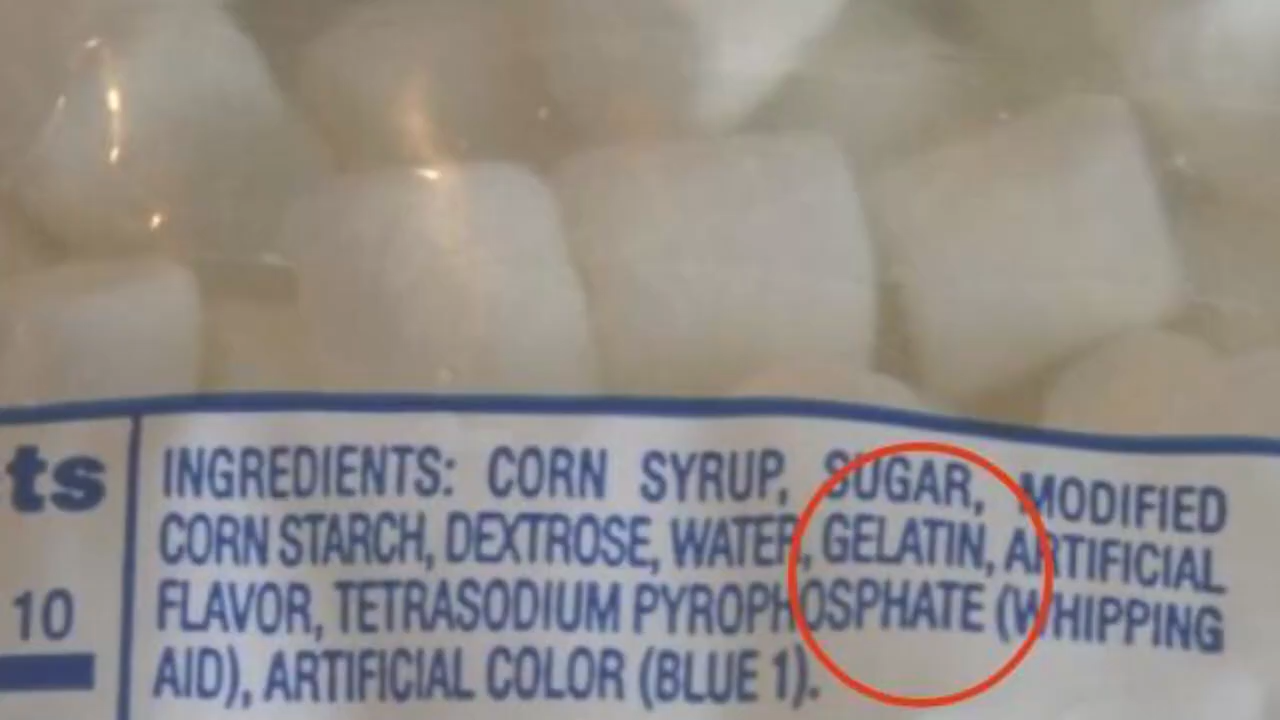 ts
10
INGREDIENTS: CORN SYRUP, SUGAR, MODIFIED
CORN STARCH, DEXTROSE, WATER, GELATIN, ARTIFICIAL
FLAVOR, TETRASODIUM PYROPHOSPHATE (WHIPPING
AID), ARTIFICIAL COLOR (BLUE 1).